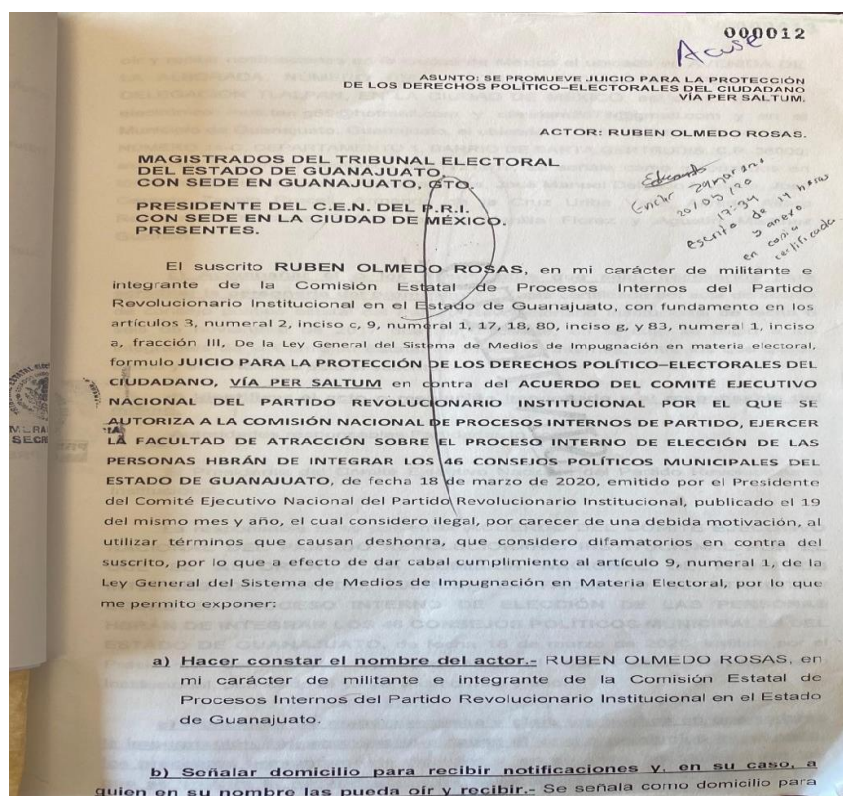 000012
Acuse
ASUNTO: SE PROMUEVE JUICIO PARA LA PROTECCIÓN
DE LOS DERECHOS POLÍTICO–ELECTORALES DEL CIUDADANO
VÍA PER SALTUM.
ACTOR: RUBEN OLMEDO ROSAS.
MAGISTRADOS DEL TRIBUNAL ELECTORAL
DEL ESTADO DE GUANAJUATO.
CON SEDE EN GUANAJUATO, GTO.
PRESIDENTE DEL C.E.N. DEL P.R.I.
CON SEDE EN LA CIUDAD DE MÉXICO.
PRESENTES.
Zamarano
17:34
escrito de 14 hojas
y anexo
en copia
certificada
El suscrito RUBEN OLMEDO ROSAS, en mi carácter de militante e
integrante de la Comisión Estatal de Procesos Internos del Partido
Revolucionario Institucional en el Estado de Guanajuato, con fundamento en los
artículos 3, numeral 2, inciso c, 9, numeral 1, 17, 18, 80, inciso g, y 83, numeral 1, inciso
a, fracción III, De la Ley General del Sistema de Medios de Impugnación en materia electoral,
formulo JUICIO PARA LA PROTECCIÓN DE LOS DERECHOS POLÍTICO–ELECTORALES DEL
CIUDADANO, VÍA PER SALTUM en contra del ACUERDO DEL COMITÉ EJECUTIVO
NACIONAL DEL PARTIDO REVOLUCIONARIO INSTITUCIONAL POR EL QUE SE
AUTORIZA A LA COMISIÓN NACIONAL DE PROCESOS INTERNOS DE PARTIDO, EJERCER
LA FACULTAD DE ATRACCIÓN SOBRE EL PROCESO INTERNO DE ELECCIÓN DE LAS
PERSONAS HBRÁN DE INTEGRAR LOS 46 CONSEJOS POLÍTICOS MUNICIPALES DEL
ESTADO DE GUANAJUATO, de fecha 18 de marzo de 2020, emitido por el Presidente
del Comité Ejecutivo Nacional del Partido Revolucionario Institucional, publicado el 19
del mismo mes y año, el cual considero ilegal, por carecer de una debida motivación, al
utilizar términos que causan deshonra, que considero difamatorios en contra del
suscrito, por lo que a efecto de dar cabal cumplimiento al artículo 9, numeral 1, de la
Ley General del Sistema de Medios de Impugnación en Materia Electoral, por lo que
me permito exponer:
a) Hacer constar el nombre del actor.- RUBEN OLMEDO ROSAS, en
mi carácter de militante e integrante de la Comisión Estatal de
Procesos Internos del Partido Revolucionario Institucional en el Estado
de Guanajuato.
b) Señalar domicilio para recibir notificaciones y, en su caso, a
quien en su nombre las pueda oír y recibir.- Se señala como domicilio para